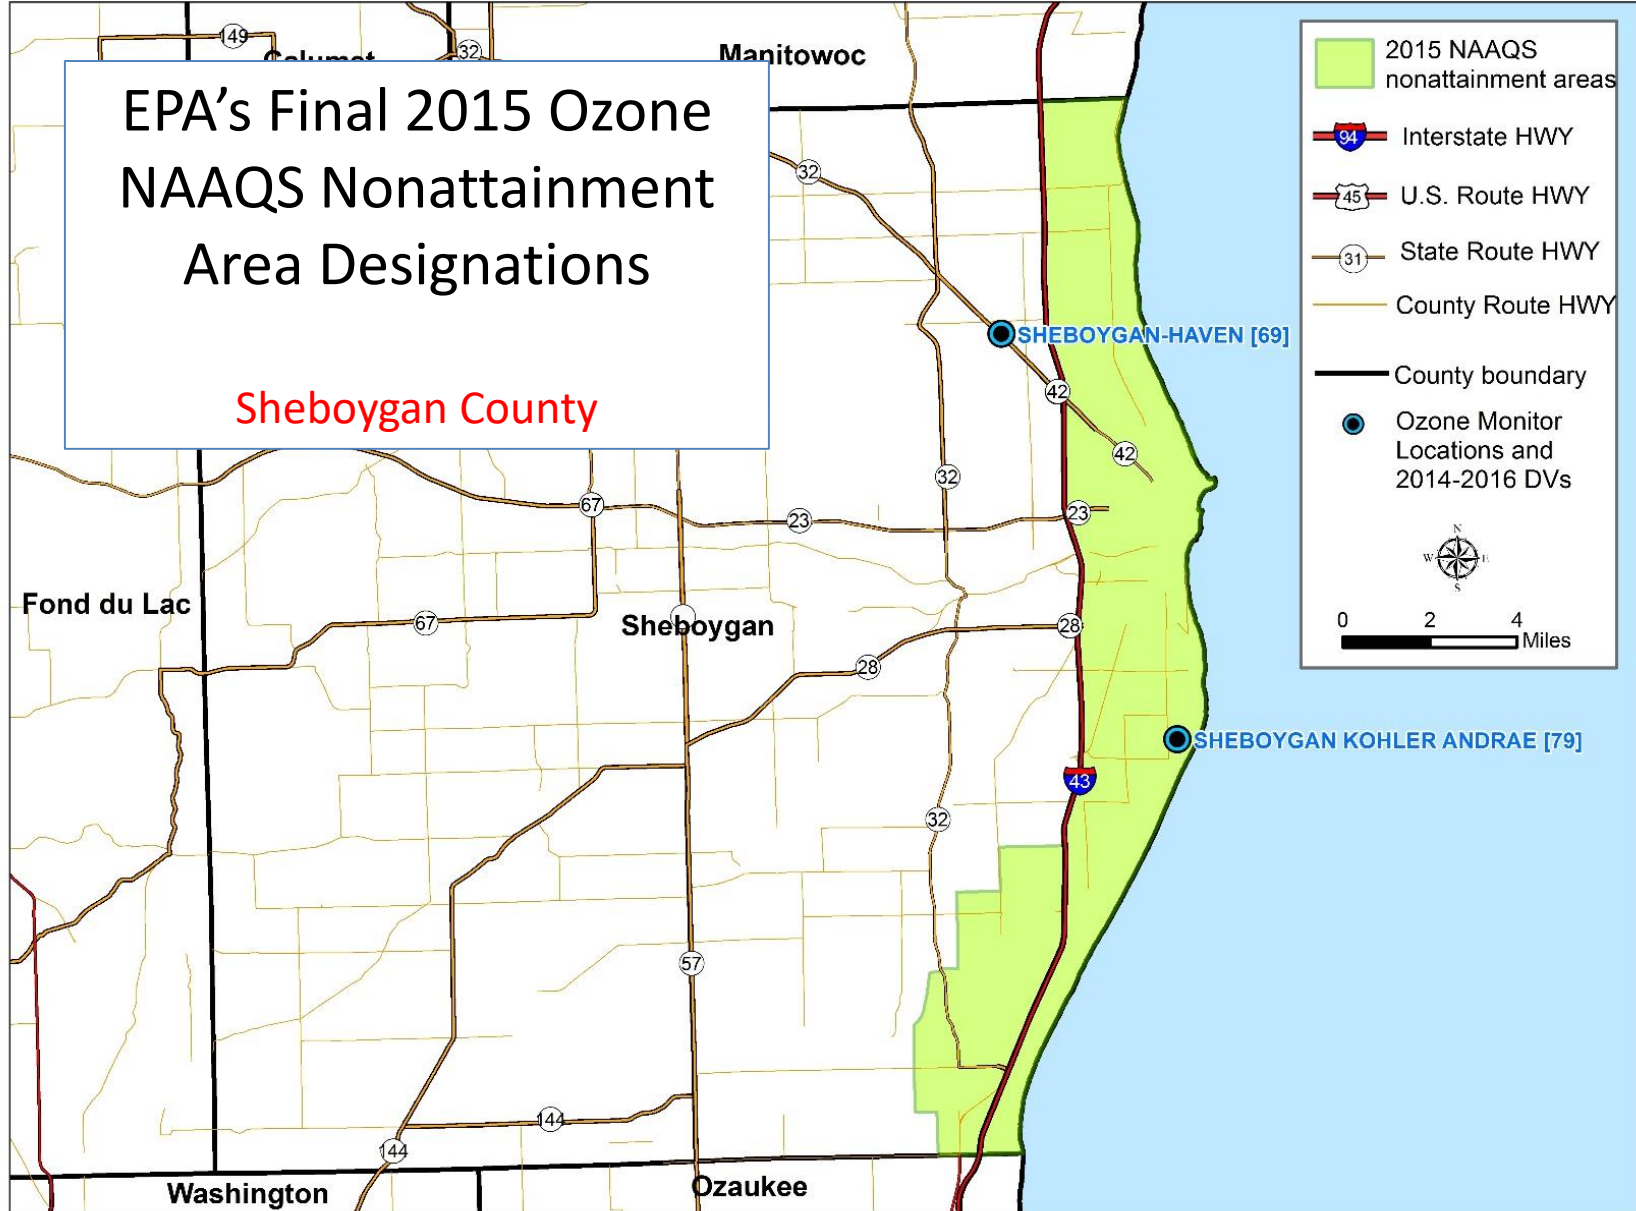 149
Calumet
32
Manitowoc
EPA’s Final 2015 Ozone
NAAQS Nonattainment
Area Designations
Sheboygan County
32
SHEBOYGAN-HAVEN [69]
42
42
32
67
23
23
Fond du Lac
67
Sheboygan
28
28
SHEBOYGAN KOHLER ANDRAE [79]
43
32
57
144
144
Washington
Ozaukee
2015 NAAQS
nonattainment areas
94
Interstate HWY
45
U.S. Route HWY
31
State Route HWY
County Route HWY
County boundary
Ozone Monitor
Locations and
2014-2016 DVs
N
W
E
S
0 2 4
Miles